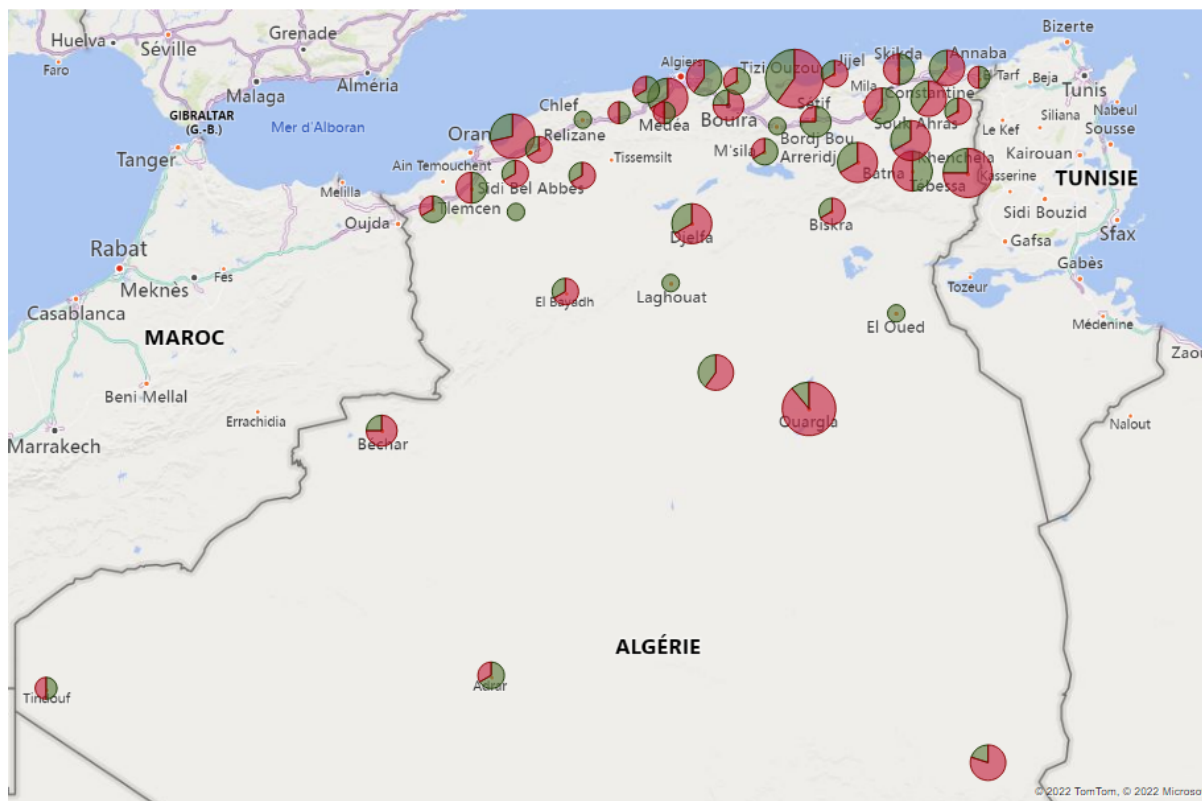 Huelva
Séville
Grenade
Faro
Malaga
Alméria
GIBRALTAR
(G.-B.)
Mer d'Alboran
Tanger
Melilla
Oujda
Rabat
Meknès
Fès
Casablanca
MAROC
Beni Mellal
Errachidia
Marrakech
Algiers
Tizi Ouzou
Jijel
Skikda
Annaba
El Tarf
Bizerte
Beja
Tunis
Nabeul
Chlef
Médéa
Bouira
Sétif
Mila
Constantine
Souk Ahras
Le Kef
Siliana
Sousse
Oran
Relizane
Tissemsilt
Bordj Bou
Arreridj
M'sila
Kairouan
Ain Temouchent
Sidi Bel Abbès
Batna
Khenchela
Tébessa
Kasserine
TUNISIE
Tlemcen
Djelfa
Biskra
Sidi Bouzid
Sfax
Gafsa
Gabès
El Bayadh
Laghouat
El Oued
Tozeur
Médenine
Zaou
Béchar
Ouargla
Nalout
ALGÉRIE
Tindouf
Adrar
© 2022 TomTom, © 2022 Microso